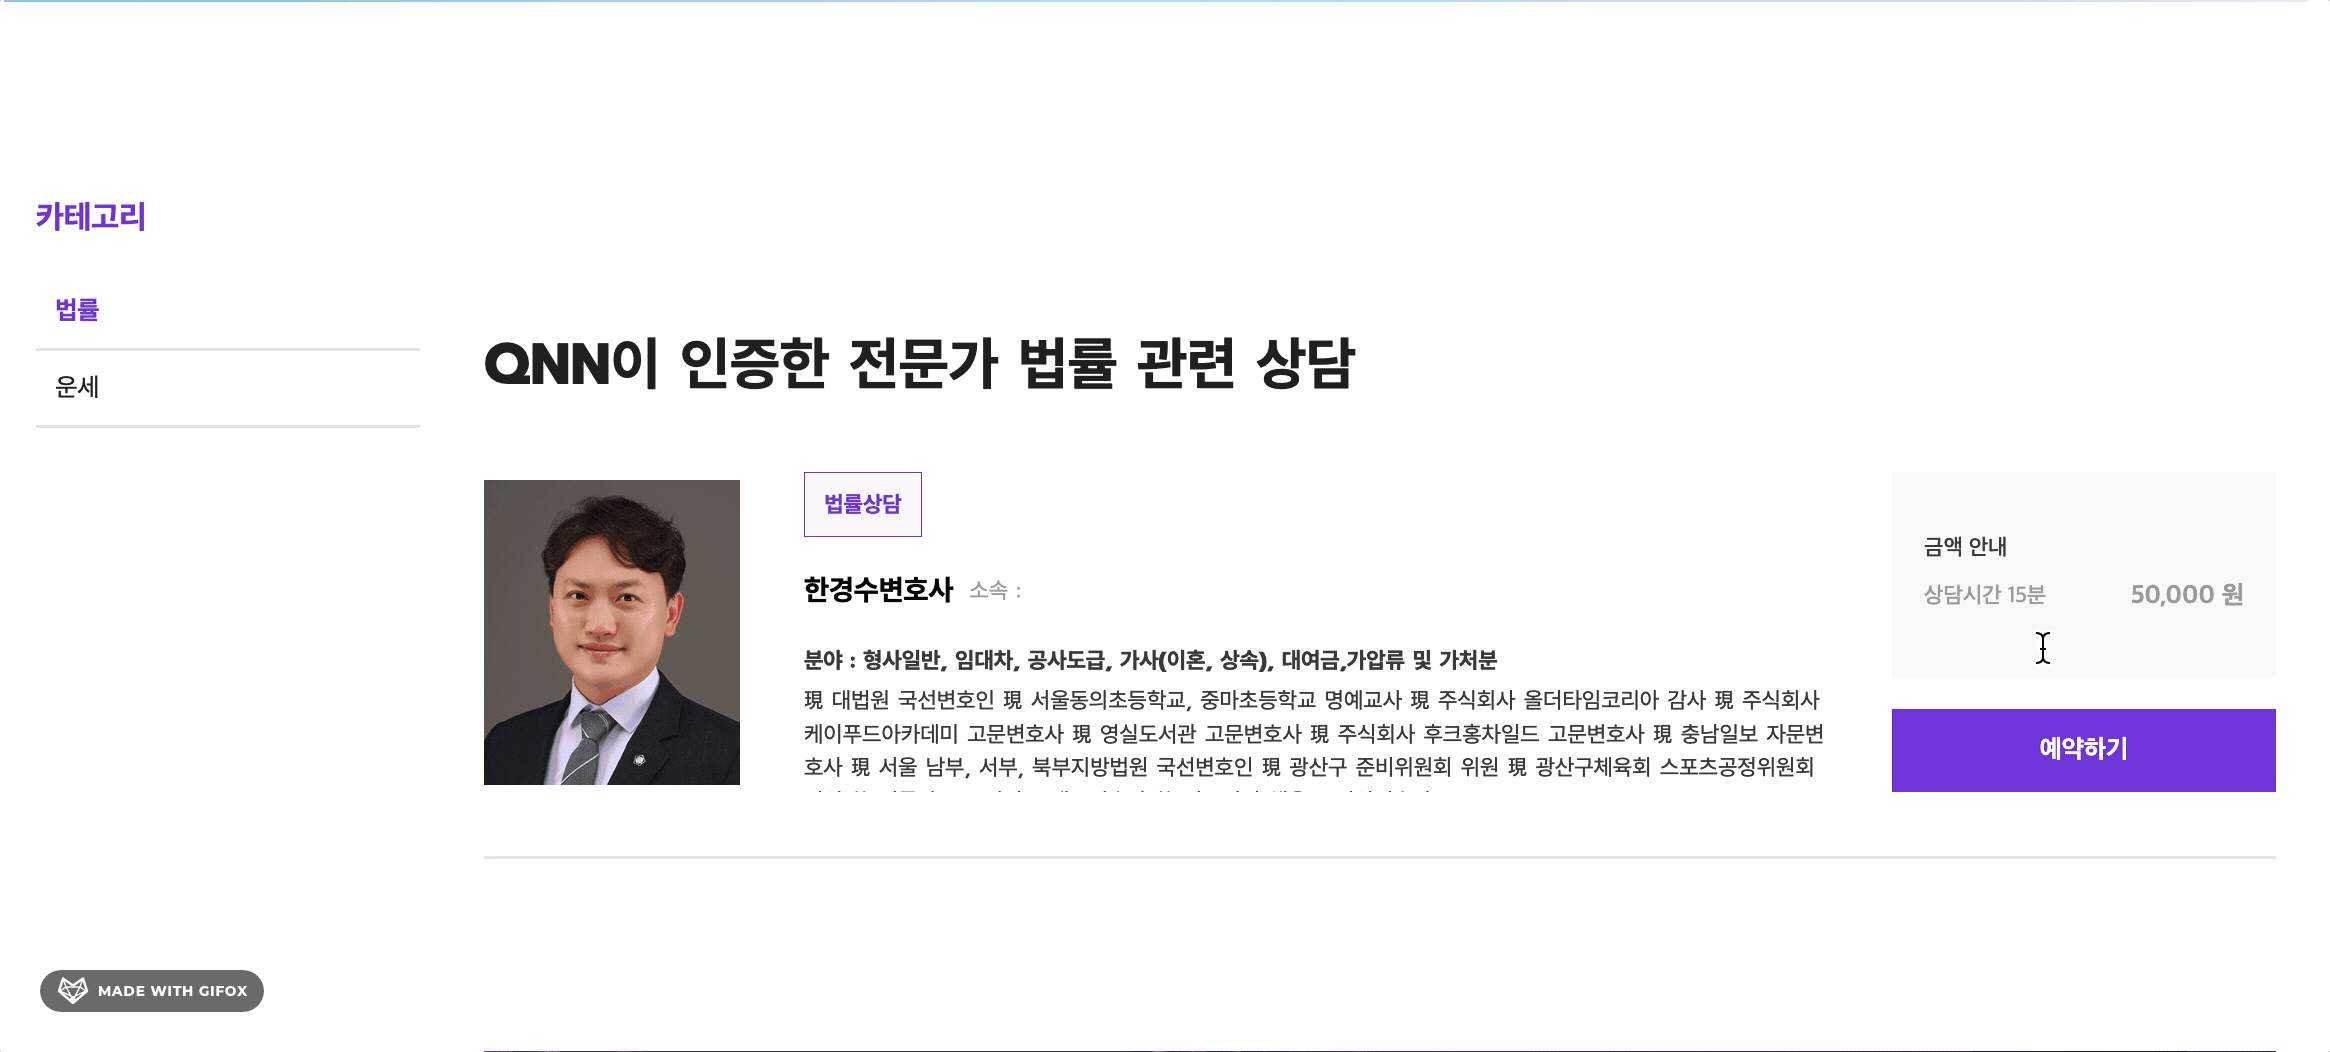 카테고리
법률
운세
QNN이 인증한 전문가 법률 관련 상담
법률상담
한경수변호사 소속 :
분야 : 형사일반, 임대차, 공사도급, 가사(이혼, 상속), 대여금,가압류 및 가처분
現 대법원 국선변호인 現 서울동의초등학교, 중마초등학교 명예교사 現 주식회사 올더타임코리아 감사 現 주식회사
케이푸드아카데미 고문변호사 現 영실도서관 고문변호사 現 주식회사 후크홍차일드 고문변호사 現 충남일보 자문변
호사 現 서울 남부, 서부, 북부지방법원 국선변호인 現 광산구 준비위원회 위원 現 광산구체육회 스포츠공정위원회
금액 안내
상담시간 15분 50,000 원
예약하기
MADE WITH GIFOX